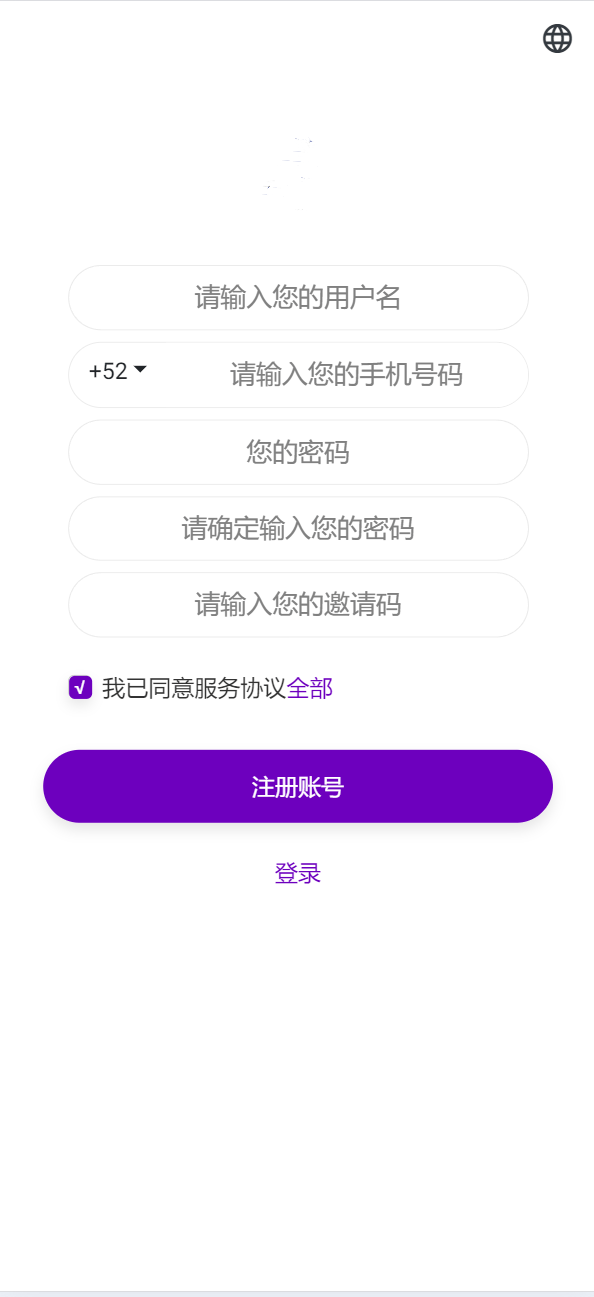 请输入您的用户名
+52 请输入您的手机号码
您的密码
请确定输入您的密码
请输入您的邀请码
我已同意服务协议全部
注册账号
登录